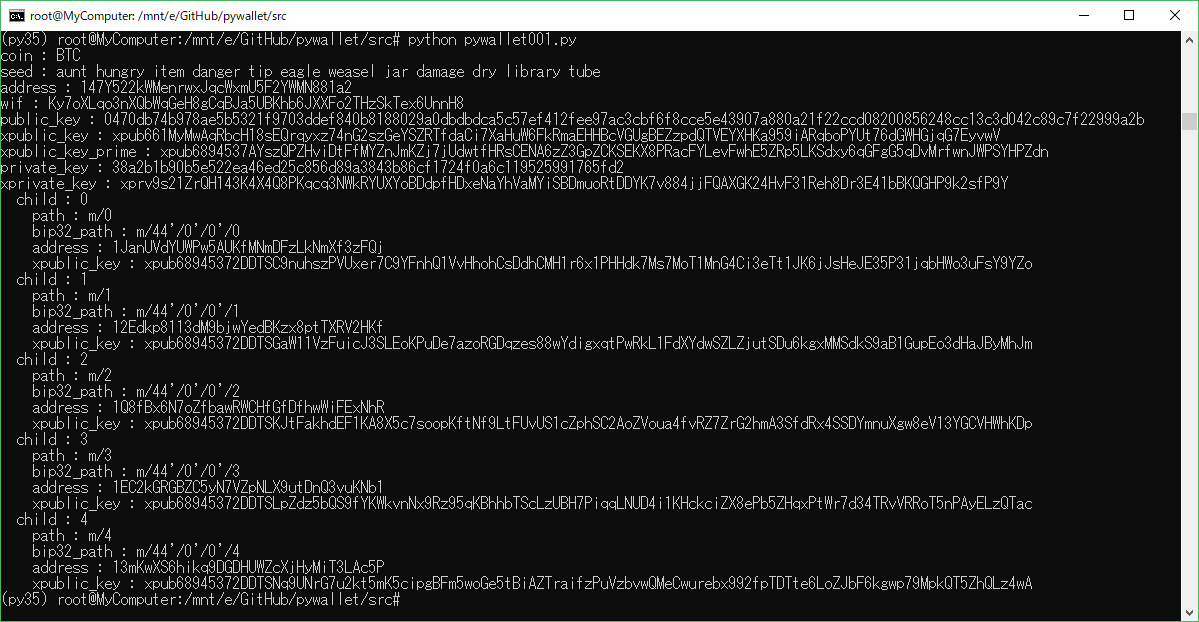 root@MyComputer: /mnt/e/GitHub/pywallet/src
(py35) root@MyComputer:/mnt/e/GitHub/pywallet/src# python pywallet001.py
coin : BTC
seed : aunt hungry item danger tip eagle weasel jar damage dry library tube
address : 147Y522kWMenrwxJqcWxmU5F2YWMN881a2
wif : Ky7oXLqo3nXQbWqGeH8gCqBJa5UBKhb6JXXFo2THzSkTex6UnnH8
public_key : 0470db74b978ae5b5321f9703ddef840b8188029a0dbdbdca5c57ef412fee97ac3cbf6f8cce5e43907a880a21f22ccd08200856248cc13c3d042c89c7f22999a2b
xpublic_key : xpub661MyMwAqRbcH18sEQrqyxz74nG2szGeYSZRTfdaCi7XaHuW6FkRmaEHHBcVGUgBEZzpdQTVEYXHKa959iARqboPYUt76dGWHGjqG7EyvwV
xpublic_key_prime : xpub6894537AYszQPZHviDtFfMYZnJmKZj7jUdwtfHRsCENA6zZ3GpZCKSEKX8PRacFYLevFwhE5ZRp5LKSdxy6qGFgG5qDvMrfwnJWPSYHPZdn
private_key : 38a2b1b90b5e522ea46ed25c856d89a3843b86cf1724f0a6c119525991765fd2
xprivate_key : xprv9s21ZrQH143K4X4Q8PKqcq3NWkRYUXYoBDdpfHDxeNaYhVaMYiSBDmuoRtDDYK7v884jjFQAXGK24HvF31Reh8Dr3E41bBKQGHP9k2sfP9Y
child : 0
path : m/0
bip32_path : m/44'/0'/0'/0
address : 1JanUVdYUWPw5AUKfMNmDFzLkNmXf3zFQj
xpublic_key : xpub68945372DDTSC9nuhszPVUxer7C9YFnhQ1VvHhohCsDdhCMH1r6x1PHHdk7Ms7MoT1MnG4Ci3eTt1JK6jJsHeJE35P31jqbHWo3uFsY9YZo
child : 1
path : m/1
bip32_path : m/44'/0'/0'/1
address : 12Edkp8113dM9bjwYedBKzx8ptTXRV2HKf
xpublic_key : xpub68945372DDTSGaW11VzFuicJ3SLEoKPuDe7azoRGDqzes88wYdigxqtPwRkL1FdXYdwSZLZjutSDu6kgxMMSdkS9aB1GupEo3dHaJByMhJm
child : 2
path : m/2
bip32_path : m/44'/0'/0'/2
address : 1Q8fBx6N7oZfbawRWCHfGfDfhwWiFExNhR
xpublic_key : xpub68945372DDTSKJtFakhdEF1KA8X5c7soopKftNf9LtFUvUS1cZphSC2AoZVoua4fvRZ7ZrG2hmA3SfdRx4SSDYmnuXgw8eV13YGCVHWhKDp
child : 3
path : m/3
bip32_path : m/44'/0'/0'/3
address : 1EC2kGRGBZC5yN7VZpNLX9utDnQ3vuKNb1
xpublic_key : xpub68945372DDTSLpZdz5bQS9fYKWkvnNx9Rz95qKBhhbTScLzUBH7PiqqLNUD4i1KHckciZX8ePb5ZHqxPtWr7d34TRvVRRoT5nPAyELzQTac
child : 4
path : m/4
bip32_path : m/44'/0'/0'/4
address : 13mKwXS6hikq9DGDHUWZcXjHyMiT3LAc5P
xpublic_key : xpub68945372DDTSNq9UNrG7u2kt5mK5cipgBFm5woGe5tBiAZTraifzPuVzbvwQMeCwurebx992fpTDTte6LoZJbF6kgwp79MpkQT5ZhQLz4wA
(py35) root@MyComputer:/mnt/e/GitHub/pywallet/src#